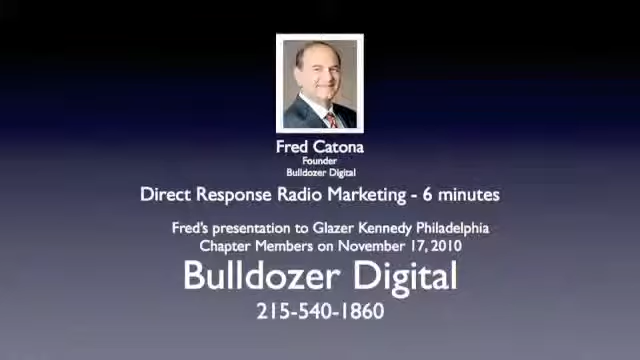 Fred Catona
Founder
Bulldozer Digital
Direct Response Radio Marketing - 6 minutes
Fred's presentation to Glazer Kennedy Philadelphia
Chapter Members on November 17, 2010
Bulldozer Digital
215-540-1860